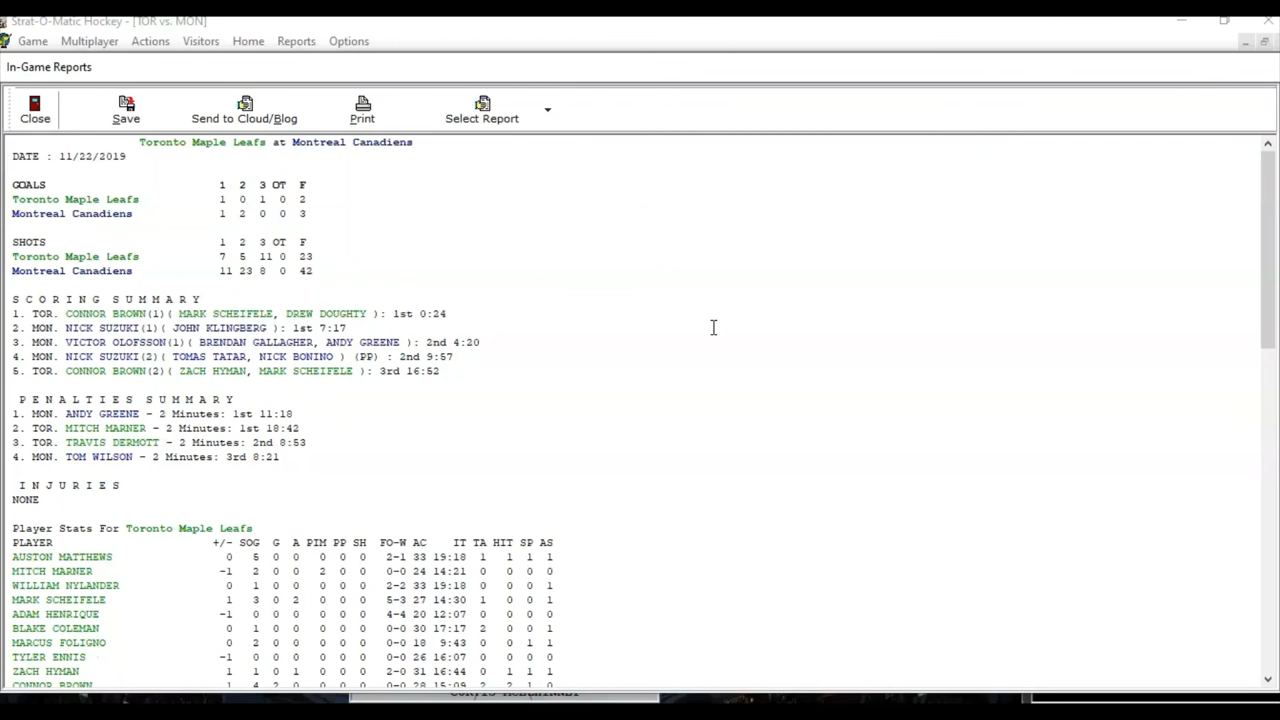 Strat-O-Matic Hockey - [TOR vs. MON]
Game Multiplayer Actions Visitors Home Reports Options
In-Game Reports
Close Save Send to Cloud/Blog Print Select Report
Toronto Maple Leafs at Montreal Canadiens
DATE : 11/22/2019
GOALS 1 2 3 OT F
Toronto Maple Leafs 1 0 1 0 2
Montreal Canadiens 1 2 0 0 3
SHOTS 1 2 3 OT F
Toronto Maple Leafs 7 5 11 0 23
Montreal Canadiens 11 23 8 0 42
S C O R I N G  S U M M A R Y
1. TOR. CONNOR BROWN(1)( MARK SCHEIFELE, DREW DOUGHTY ): 1st 0:24
2. MON. NICK SUZUKI(1)( JOHN KLINGBERG ): 1st 7:17
3. MON. VICTOR OLOFSSON(1)( BRENDAN GALLAGHER, ANDY GREENE ): 2nd 4:20
4. MON. NICK SUZUKI(2)( TOMAS TATAR, NICK BONINO ) (PP) : 2nd 9:57
5. TOR. CONNOR BROWN(2)( ZACH HYMAN, MARK SCHEIFELE ): 3rd 16:52
P E N A L T I E S  S U M M A R Y
1. MON. ANDY GREENE - 2 Minutes: 1st 11:18
2. TOR. MITCH MARNER - 2 Minutes: 1st 18:42
3. TOR. TRAVIS DERMOTT - 2 Minutes: 2nd 8:53
4. MON. TOM WILSON - 2 Minutes: 3rd 8:21
I N J U R I E S
NONE
Player Stats For Toronto Maple Leafs
PLAYER +/- SOG G A PIM PP SH FO-W AC IT TA HIT SP AS
AUSTON MATTHEWS 0 5 0 0 0 0 0 2-1 33 19:18 1 1 1 1
MITCH MARNER -1 2 0 0 2 0 0 0-0 24 14:21 0 0 0 0
WILLIAM NYLANDER 0 1 0 0 0 0 0 2-2 33 19:18 0 0 0 1
MARK SCHEIFELE 1 3 0 2 0 0 0 5-3 27 14:30 1 0 0 1
ADAM HENRIQUE -1 0 0 0 0 0 0 4-4 20 12:07 0 0 0 0
BLAKE COLEMAN 0 1 0 0 0 0 0 0-0 30 17:17 2 0 0 0
MARCUS FOLIGNO 0 2 0 0 0 0 0 0-0 18 9:43 0 0 1 1
TYLER ENNIS -1 0 0 0 0 0 0 0-0 26 16:07 0 0 0 0
ZACH HYMAN 1 1 0 1 0 0 0 2-0 31 16:44 0 1 1 1
CONNOR BROWN 1 4 2 0 0 0 0 0-0 28 15:09 2 2 1 0